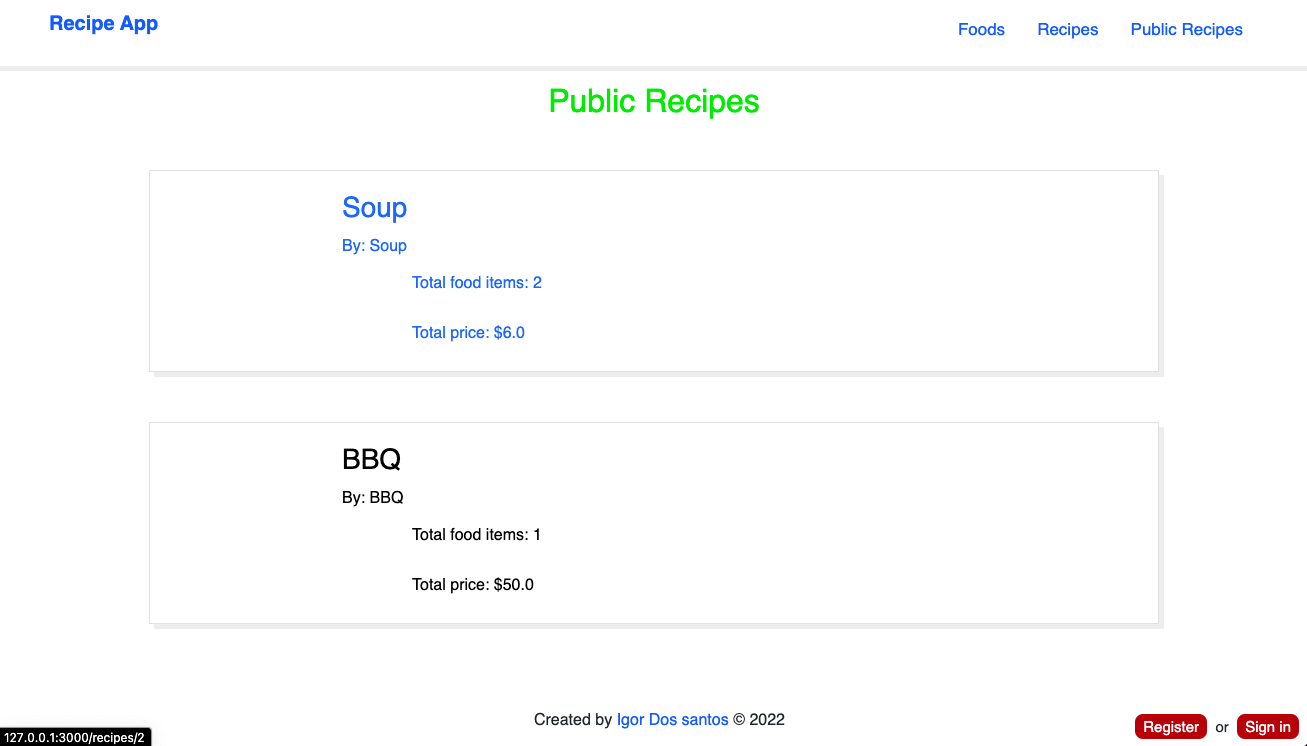 Recipe App
Foods Recipes Public Recipes
Public Recipes
Soup
By: Soup
Total food items: 2
Total price: $6.0
BBQ
By: BBQ
Total food items: 1
Total price: $50.0
Created by Igor Dos santos © 2022
Register or Sign in
127.0.0.1:3000/recipes/2